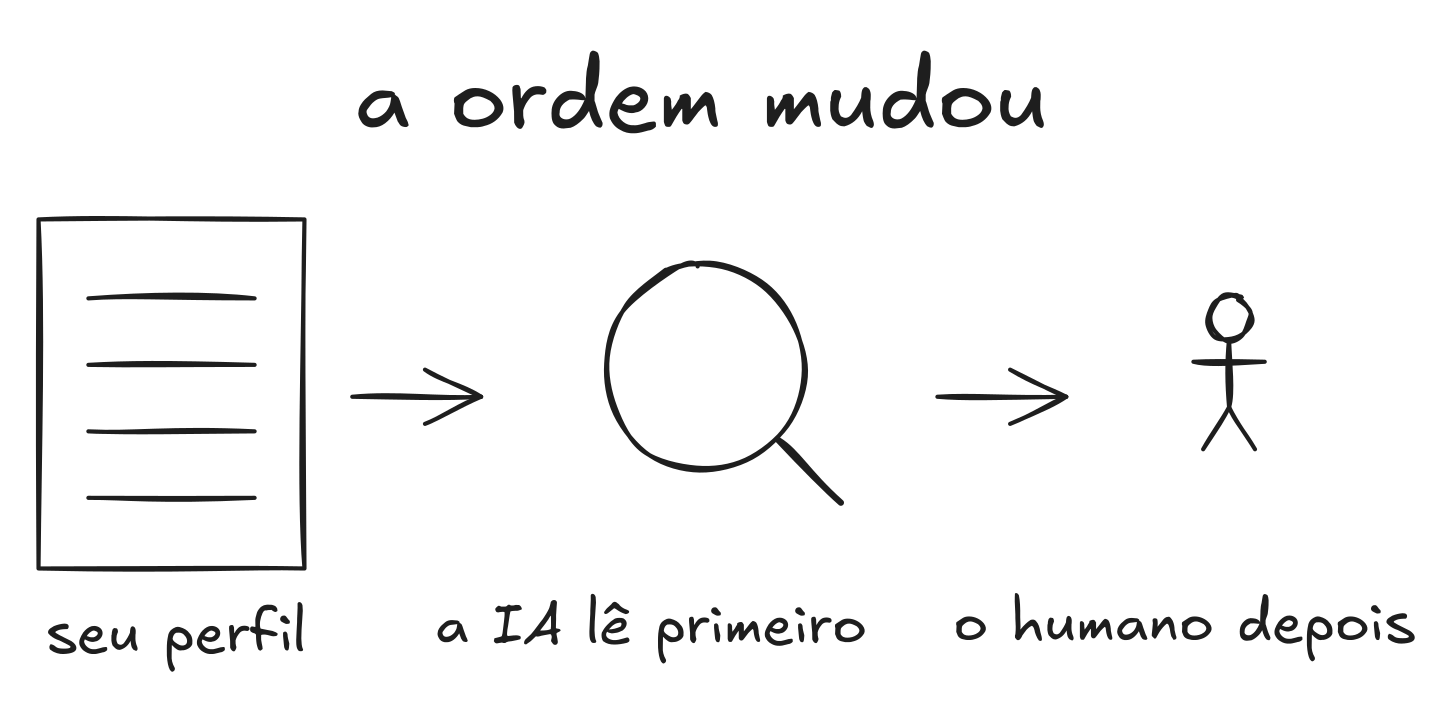 a ordem mudou
seu perfil
a IA lê primeiro
o humano depois